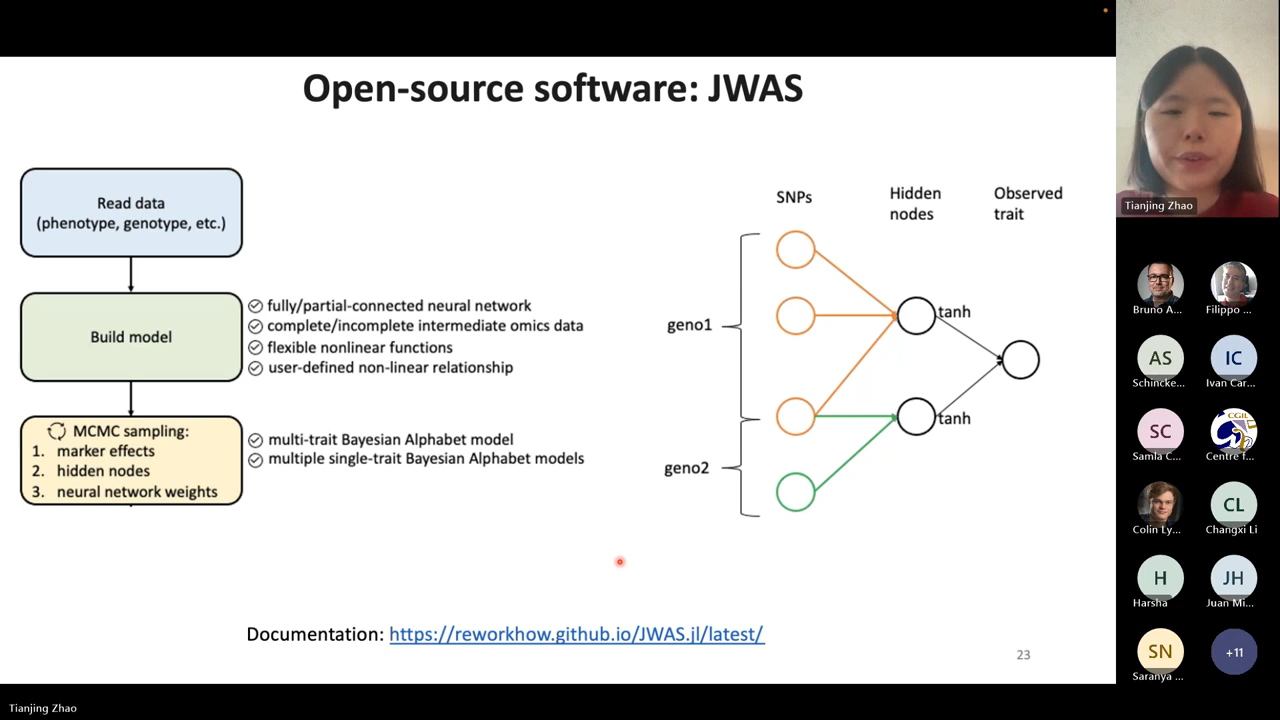 Open-source software: JWAS
Read data
(phenotype, genotype, etc.)
Build model
fully/partial-connected neural network
complete/incomplete intermediate omics data
flexible nonlinear functions
user-defined non-linear relationship
MCMC sampling:
1. marker effects
2. hidden nodes
3. neural network weights
multi-trait Bayesian Alphabet model
multiple single-trait Bayesian Alphabet models
SNPs
Hidden
nodes
Observed
trait
geno1
geno2
tanh
tanh
Documentation: https://reworkhow.github.io/JWAS.jl/latest/
23
Tianjing Zhao
Bruno A...
Filippo ...
AS
Schincke...
IC
Ivan Car...
SC
Samla C...
CGIL
Centre f...
Colin Ly...
CL
Changxi Li
H
Harsha
JH
Juan Mi...
SN
Saranya ...
+11
Tianjing Zhao